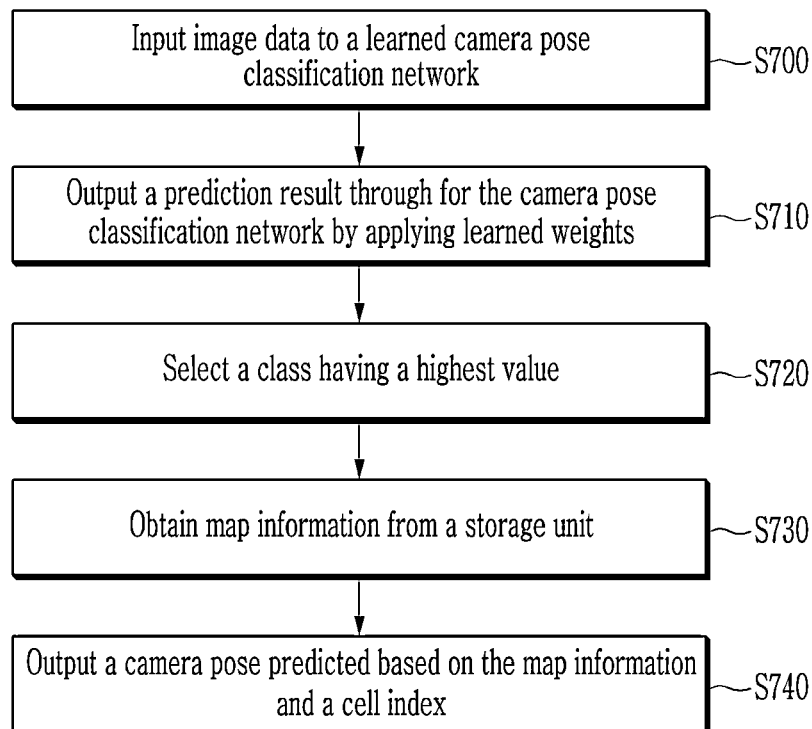 Input image data to a learned camera pose
classification network
S700
Output a prediction result through for the camera pose
classification network by applying learned weights
S710
Select a class having a highest value
S720
Obtain map information from a storage unit
S730
Output a camera pose predicted based on the map information
and a cell index
S740